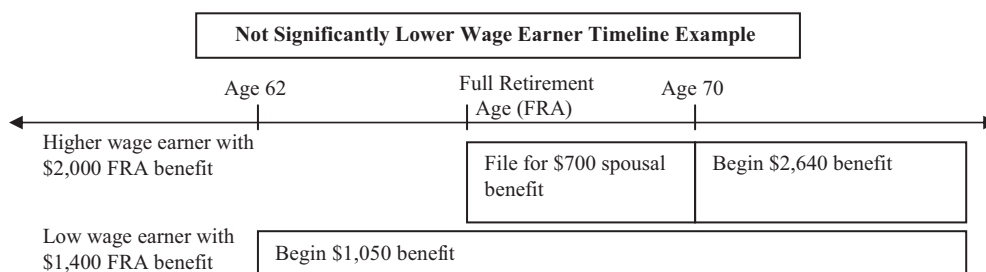 Not Significantly Lower Wage Earner Timeline Example
Age 62
Full Retirement
Age (FRA)
Age 70
Higher wage earner with
$2,000 FRA benefit
File for $700 spousal
benefit
Begin $2,640 benefit
Low wage earner with
$1,400 FRA benefit
Begin $1,050 benefit